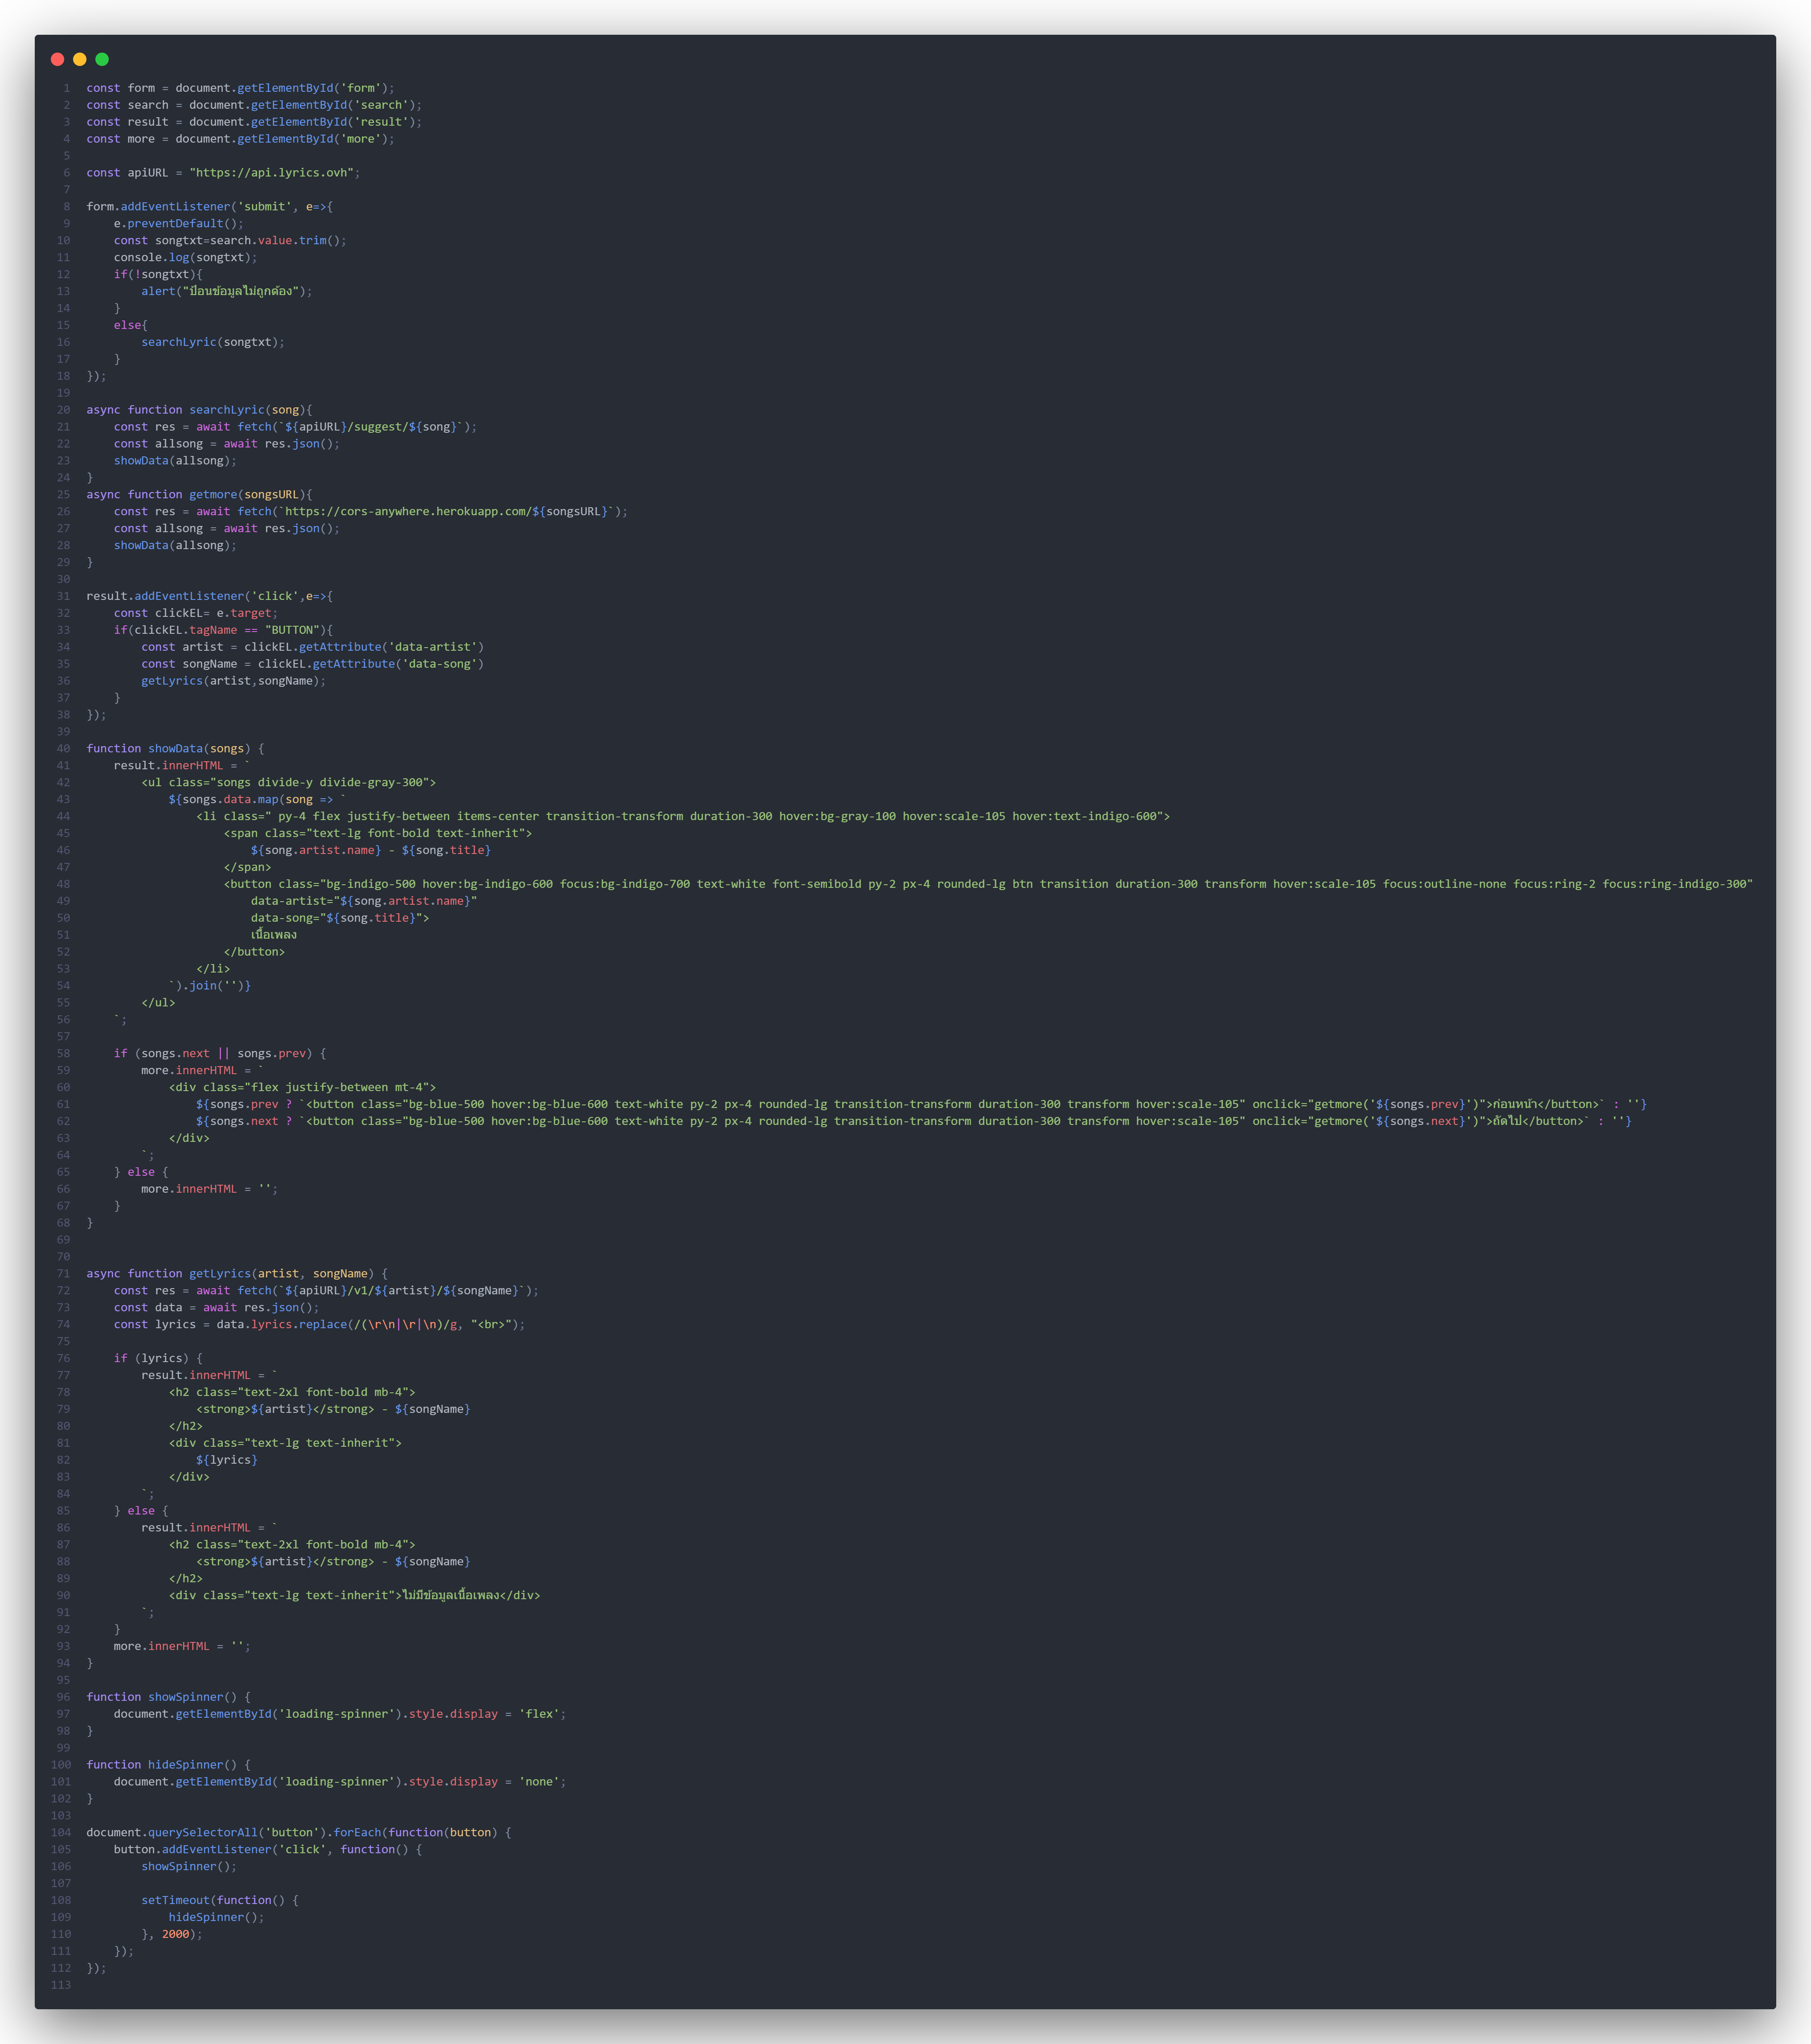 1 const form = document.getElementById('form');
2 const search = document.getElementById('search');
3 const result = document.getElementById('result');
4 const more = document.getElementById('more');
5
6 const apiURL = "https://api.lyrics.ovh";
7
8 form.addEventListener('submit', e=>{
9     e.preventDefault();
10     const songtxt=search.value.trim();
11     console.log(songtxt);
12     if(!songtxt){
13         alert("ป้อนข้อมูลไม่ถูกต้อง");
14     }
15     else{
16         searchLyric(songtxt);
17     }
18 });
19
20 async function searchLyric(song){
21     const res = await fetch(`${apiURL}/suggest/${song}`);
22     const allsong = await res.json();
23     showData(allsong);
24 }
25 async function getmore(songsURL){
26     const res = await fetch(`https://cors-anywhere.herokuapp.com/${songsURL}`);
27     const allsong = await res.json();
28     showData(allsong);
29 }
30
31 result.addEventListener('click',e=>{
32     const clickEL= e.target;
33     if(clickEL.tagName == "BUTTON"){
34         const artist = clickEL.getAttribute('data-artist')
35         const songName = clickEL.getAttribute('data-song')
36         getLyrics(artist,songName);
37     }
38 });
39
40 function showData(songs) {
41     result.innerHTML = `
42         <ul class="songs divide-y divide-gray-300">
43             ${songs.data.map(song => `
44                 <li class=" py-4 flex justify-between items-center transition-transform duration-300 hover:bg-gray-100 hover:scale-105 hover:text-indigo-600">
45                     <span class="text-lg font-bold text-inherit">
46                         ${song.artist.name} - ${song.title}
47                     </span>
48                     <button class="bg-indigo-500 hover:bg-indigo-600 focus:bg-indigo-700 text-white font-semibold py-2 px-4 rounded-lg btn transition duration-300 transform hover:scale-105 focus:outline-none focus:ring-2 focus:ring-indigo-300"
49                         data-artist="${song.artist.name}"
50                         data-song="${song.title}">
51                         เนื้อเพลง
52                     </button>
53                 </li>
54             `).join('')}
55         </ul>
56     `;
57
58     if (songs.next || songs.prev) {
59         more.innerHTML = `
60             <div class="flex justify-between mt-4">
61                 ${songs.prev ? `<button class="bg-blue-500 hover:bg-blue-600 text-white py-2 px-4 rounded-lg transition-transform duration-300 transform hover:scale-105" onclick="getmore('${songs.prev}')">ก่อนหน้า</button>` : ''}
62                 ${songs.next ? `<button class="bg-blue-500 hover:bg-blue-600 text-white py-2 px-4 rounded-lg transition-transform duration-300 transform hover:scale-105" onclick="getmore('${songs.next}')">ถัดไป</button>` : ''}
63             </div>
64         `;
65     } else {
66         more.innerHTML = '';
67     }
68 }
69
70
71 async function getLyrics(artist, songName) {
72     const res = await fetch(`${apiURL}/v1/${artist}/${songName}`);
73     const data = await res.json();
74     const lyrics = data.lyrics.replace(/(\r\n|\r|\n)/g, "<br>");
75
76     if (lyrics) {
77         result.innerHTML = `
78             <h2 class="text-2xl font-bold mb-4">
79                 <strong>${artist}</strong> - ${songName}
80             </h2>
81             <div class="text-lg text-inherit">
82                 ${lyrics}
83             </div>
84         `;
85     } else {
86         result.innerHTML = `
87             <h2 class="text-2xl font-bold mb-4">
88                 <strong>${artist}</strong> - ${songName}
89             </h2>
90             <div class="text-lg text-inherit">ไม่มีข้อมูลเนื้อเพลง</div>
91         `;
92     }
93     more.innerHTML = '';
94 }
95
96 function showSpinner() {
97     document.getElementById('loading-spinner').style.display = 'flex';
98 }
99
100 function hideSpinner() {
101     document.getElementById('loading-spinner').style.display = 'none';
102 }
103
104 document.querySelectorAll('button').forEach(function(button) {
105     button.addEventListener('click', function() {
106         showSpinner();
107
108         setTimeout(function() {
109             hideSpinner();
110         }, 2000);
111     });
112 });
113